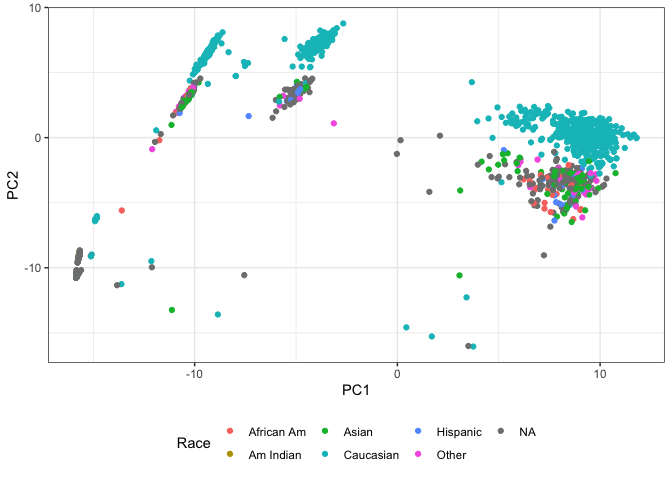 10
0
-10
PC2
-10 0 10
PC1
Race African Am Asian Hispanic NA
Am Indian Caucasian Other